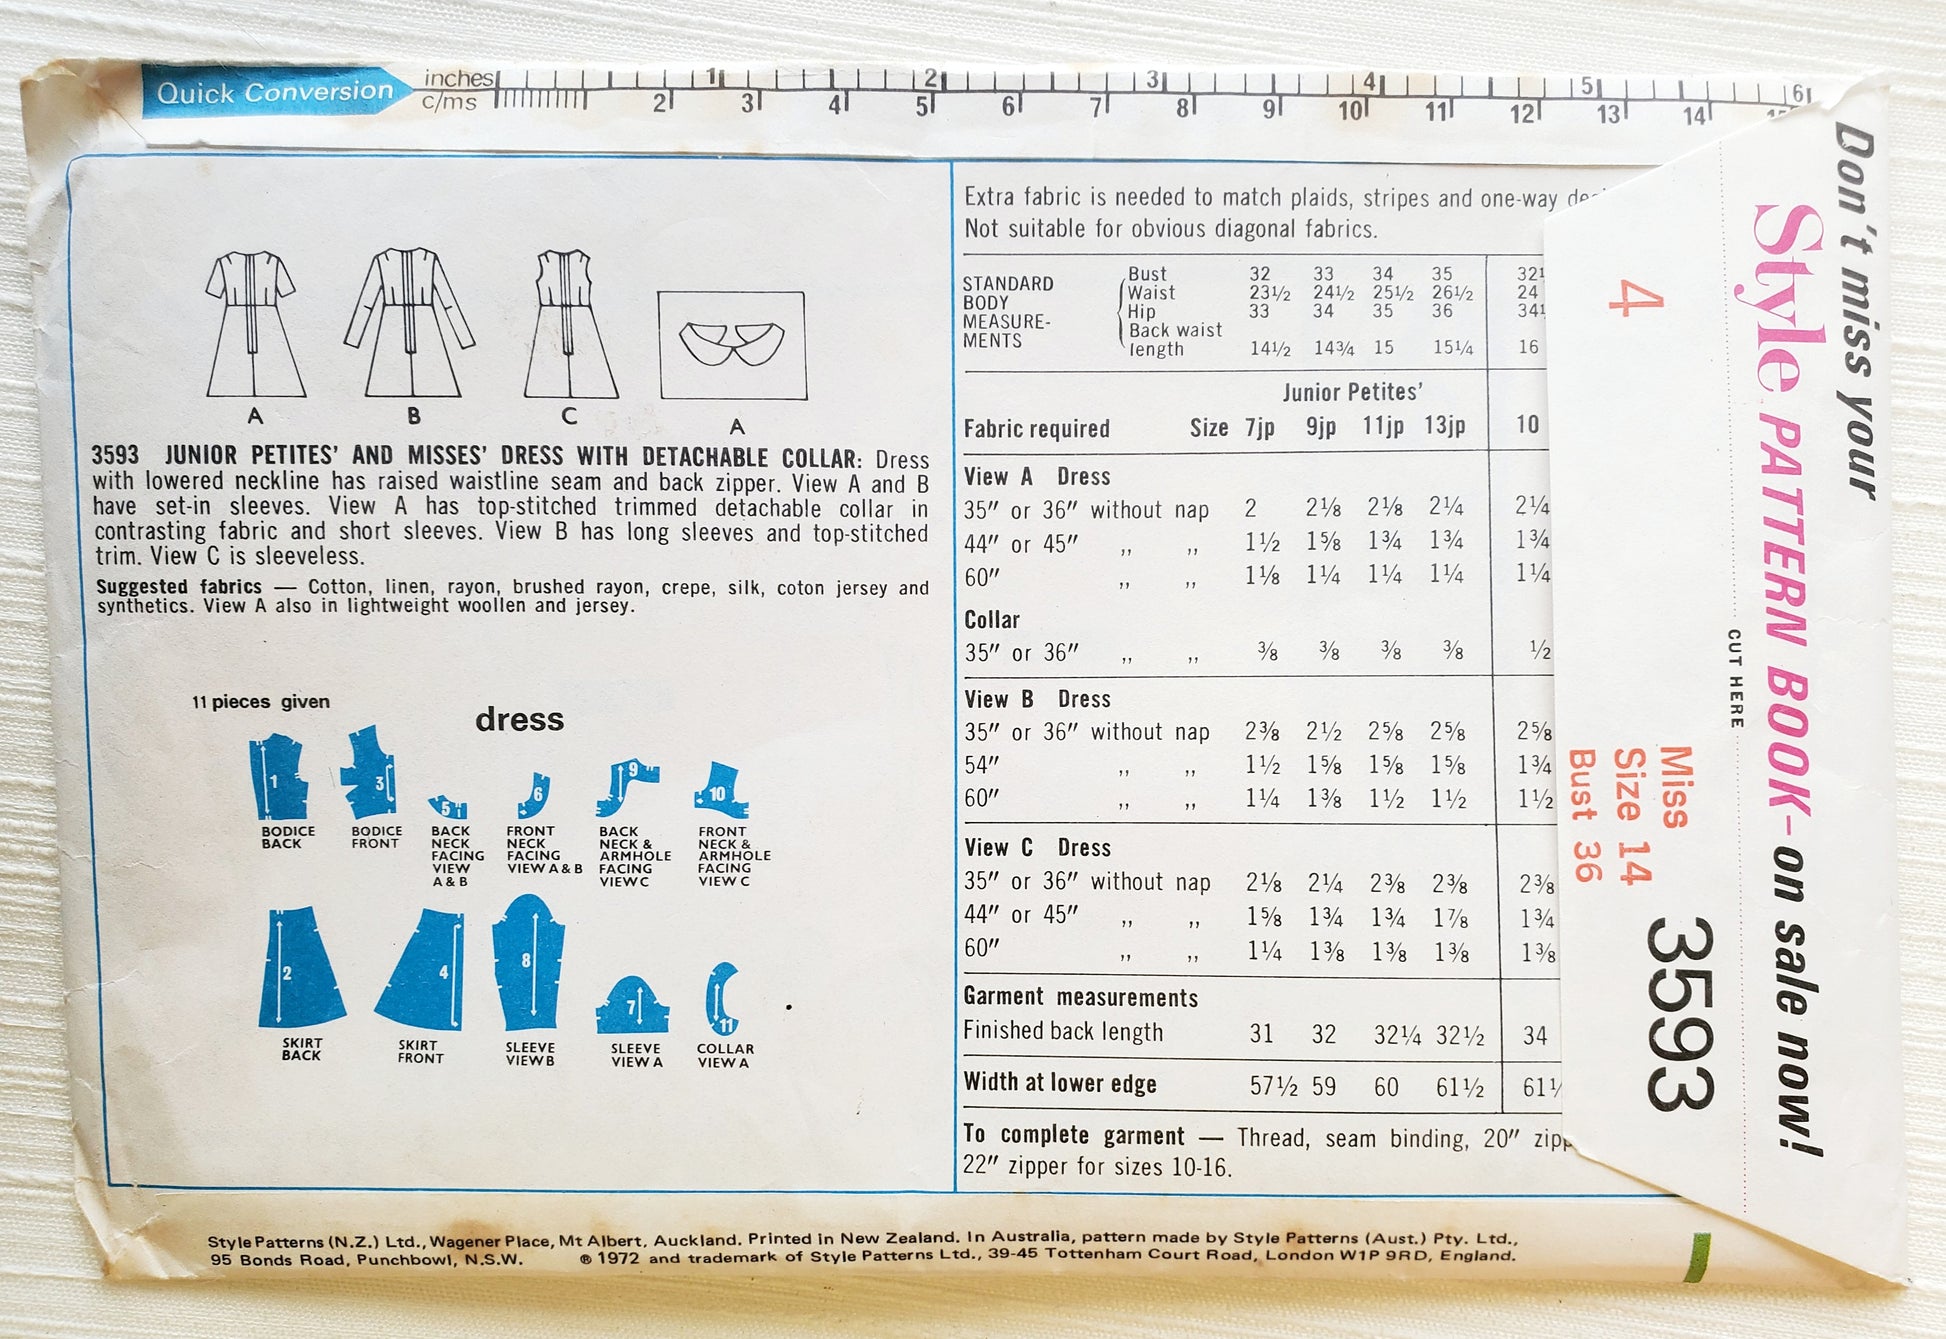 Quick Conversion
inches 1 2 3 4 5 6
c/ms 2 3 4 5 6 7 8 9 10 11 12 13 14
A B C
A
3593 JUNIOR PETITES' AND MISSES' DRESS WITH DETACHABLE COLLAR: Dress
with lowered neckline has raised waistline seam and back zipper. View A and B
have set-in sleeves. View A has top-stitched trimmed detachable collar in
contrasting fabric and short sleeves. View B has long sleeves and top-stitched
trim. View C is sleeveless.
Suggested fabrics — Cotton, linen, rayon, brushed rayon, crepe, silk, coton jersey and
synthetics. View A also in lightweight woollen and jersey.
11 pieces given
dress
1 3 5 6 9 10
BODICE BACK
BODICE FRONT
BACK NECK FACING VIEW A & B
FRONT NECK FACING VIEW A & B
BACK NECK & ARMHOLE FACING VIEW C
FRONT NECK & ARMHOLE FACING VIEW C
2 4 8 7 11
SKIRT BACK
SKIRT FRONT
SLEEVE VIEW B
SLEEVE VIEW A
COLLAR VIEW A
Extra fabric is needed to match plaids, stripes and one-way
Not suitable for obvious diagonal fabrics.
STANDARD BODY MEASURE-MENTS
Bust 32 33 34 35
Waist 23½ 24½ 25½ 26½ 24
Hip 33 34 35 36
Back waist
length 14½ 14¾ 15 15¼ 16
Junior Petites'
Fabric required Size 7jp 9jp 11jp 13jp 10
View A Dress
35" or 36" without nap 2 2⅛ 2⅛ 2¼ 2¼
44" or 45" ,, ,, 1½ 1⅝ 1¾ 1¾ 1¾
60" ,, ,, 1⅛ 1¼ 1¼ 1¼ 1¼
Collar
35" or 36" ,, ,, ⅜ ⅜ ⅜ ⅜ ½
View B Dress
35" or 36" without nap 2⅜ 2½ 2⅝ 2⅝ 2⅝
54" ,, ,, 1½ 1⅝ 1⅝ 1⅝ 1¾
60" ,, ,, 1¼ 1⅜ 1½ 1½ 1½
View C Dress
35" or 36" without nap 2⅛ 2¼ 2⅜ 2⅜ 2⅜
44" or 45" ,, ,, 1⅝ 1¾ 1¾ 1⅞ 1¾
60" ,, ,, 1¼ 1⅜ 1⅜ 1⅜ 1⅜
Garment measurements
Finished back length 31 32 32¼ 32½ 34
Width at lower edge 57½ 59 60 61½
To complete garment — Thread, seam binding, 20"
22" zipper for sizes 10-16.
Don't miss your
Style PATTERN BOOK-on sale now!
CUT HERE
4
Miss
Size 14
Bust 36
3593
Style Patterns (N.Z.) Ltd., Wagener Place, Mt Albert, Auckland. Printed in New Zealand. In Australia, pattern made by Style Patterns (Aust.) Pty. Ltd.,
95 Bonds Road, Punchbowl, N.S.W. ® 1972 and trademark of Style Patterns Ltd., 39-45 Tottenham Court Road, London W1P 9RD, England.